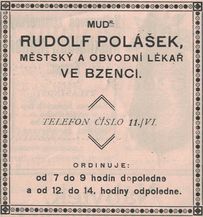 MUDR.
RUDOLF POLÁŠEK,
MĚSTSKÝ A OBVODNÍ LÉKAŘ
VE BZENCI.
TELEFON ČÍSLO 11./VI.
ORDINUJE:
od 7 do 9 hodin dopoledne
a od 12. do 14, hodiny odpoledne.